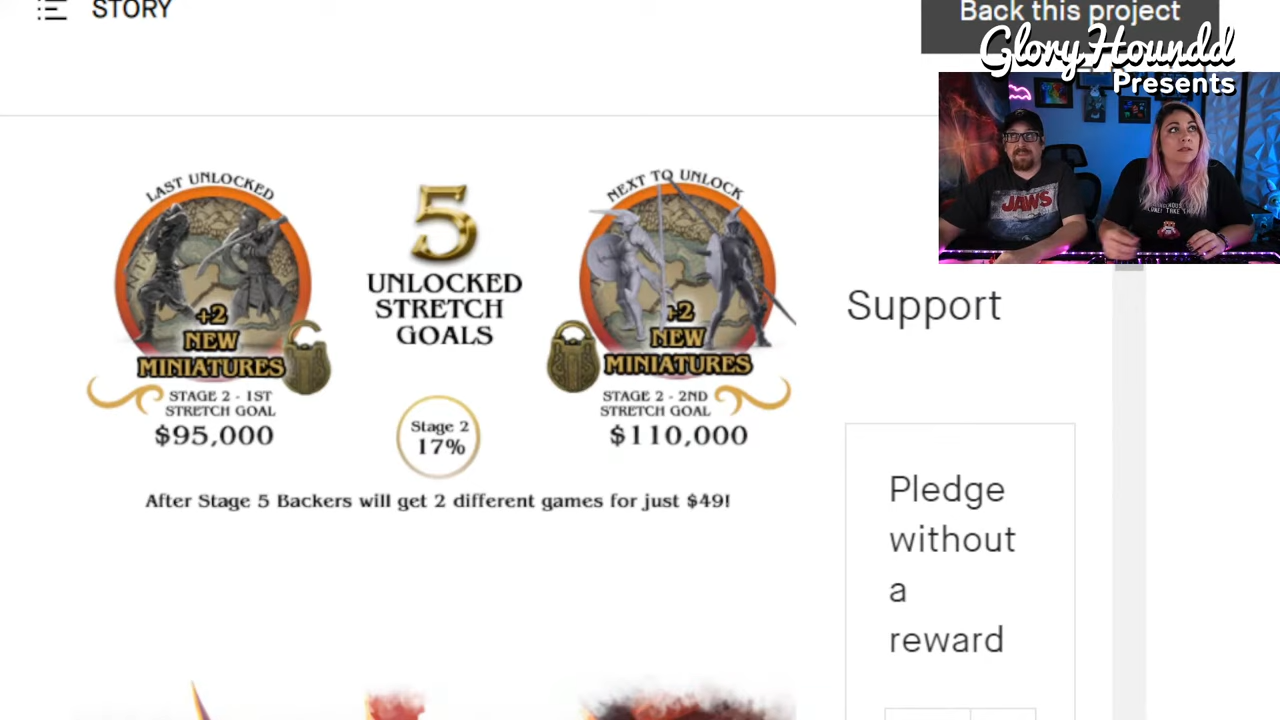 STORY
Back this project
GloryHoundd
Presents
JAWS
LAST UNLOCKED
+2
NEW
MINIATURES
STAGE 2 - 1ST
STRETCH GOAL
$95,000
5
UNLOCKED
STRETCH
GOALS
Stage 2
17%
NEXT TO UNLOCK
+2
NEW
MINIATURES
STAGE 2 - 2ND
STRETCH GOAL
$110,000
After Stage 5 Backers will get 2 different games for just $49!
Support
Pledge
without
a
reward